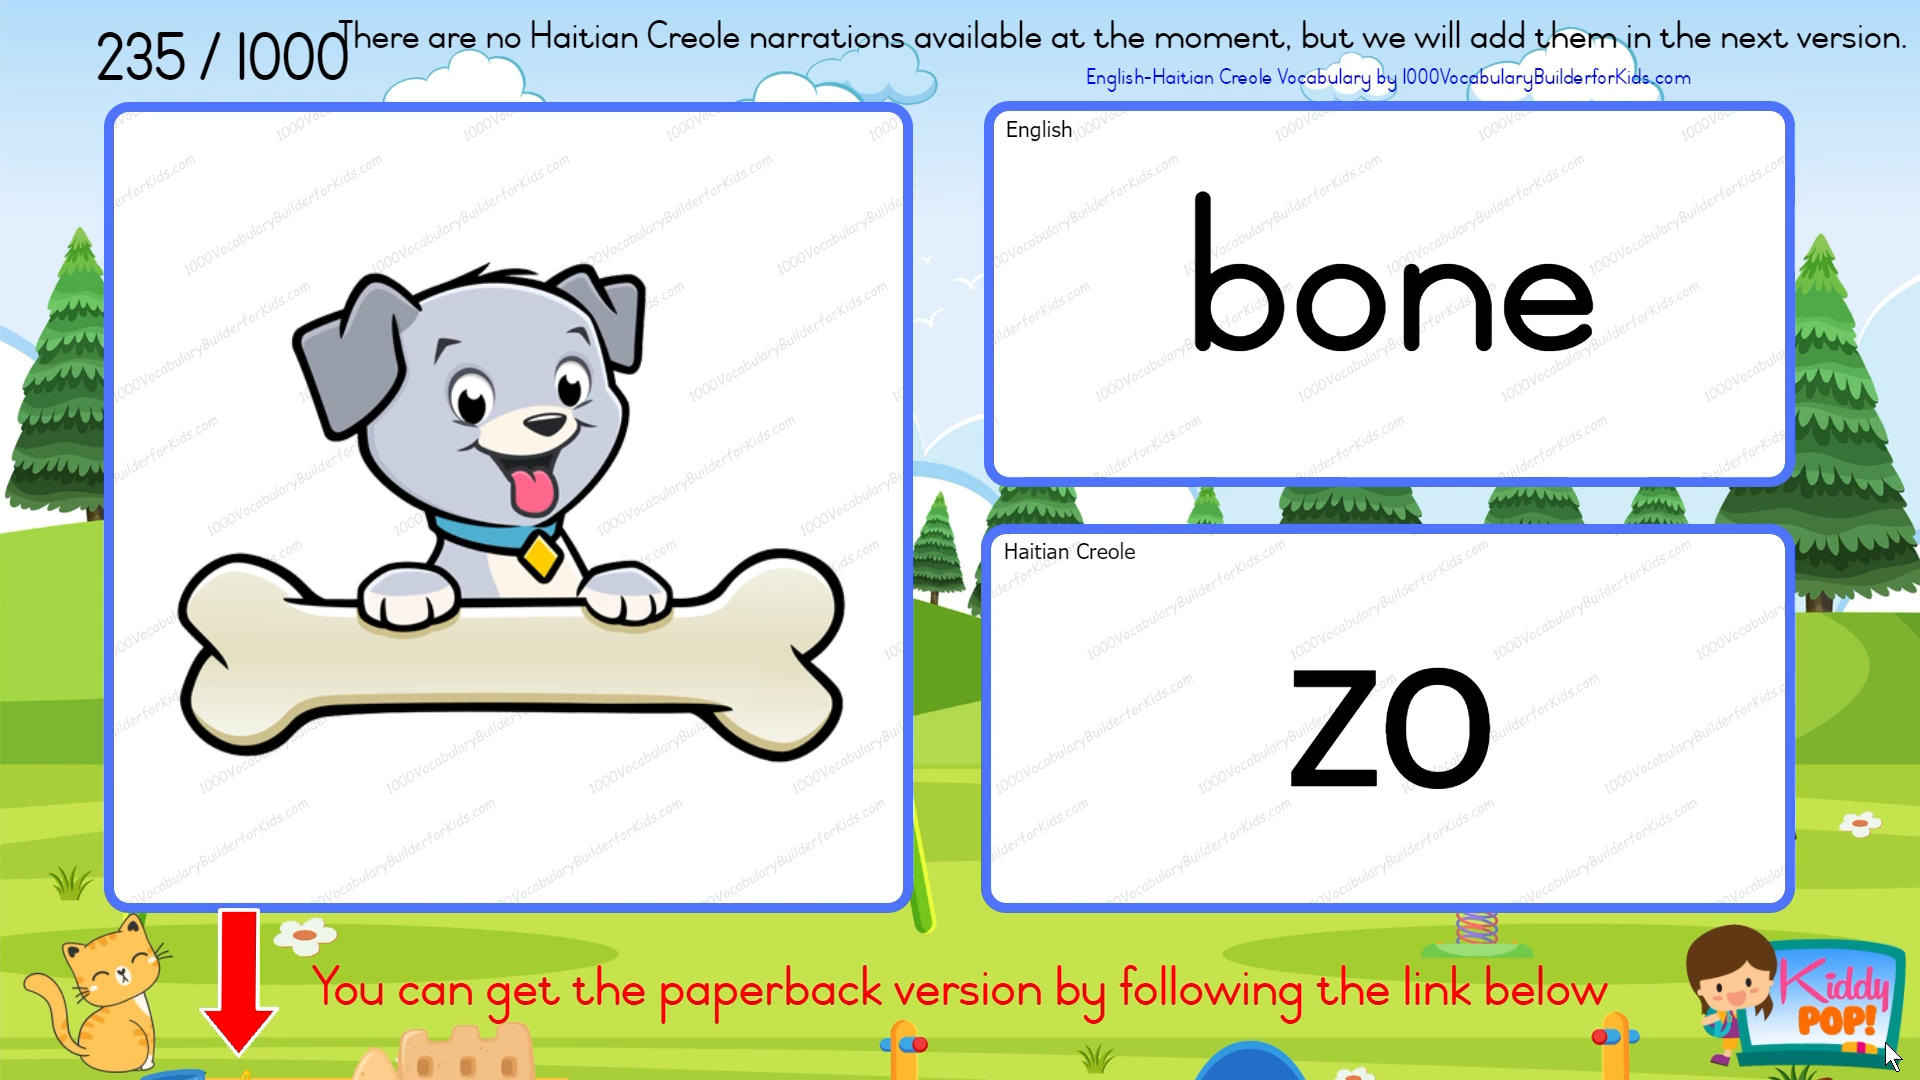 235 / 1000
There are no Haitian Creole narrations available at the moment, but we will add them in the next version.
English-Haitian Creole Vocabulary by 1000VocabularyBuilderforKids.com
English
bone
Haitian Creole
zo
You can get the paperback version by following the link below
Kiddy
POP!
1000VocabularyBuilderforKids.com